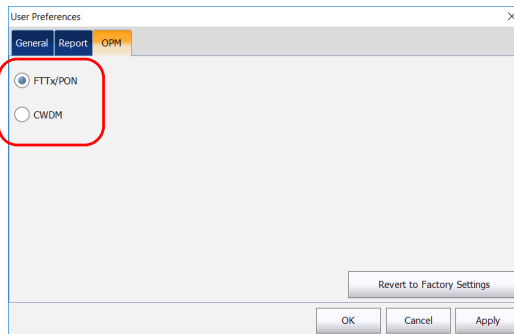 User Preferences
General Report OPM
FTTx/PON
CWDM
Revert to Factory Settings
OK Cancel Apply